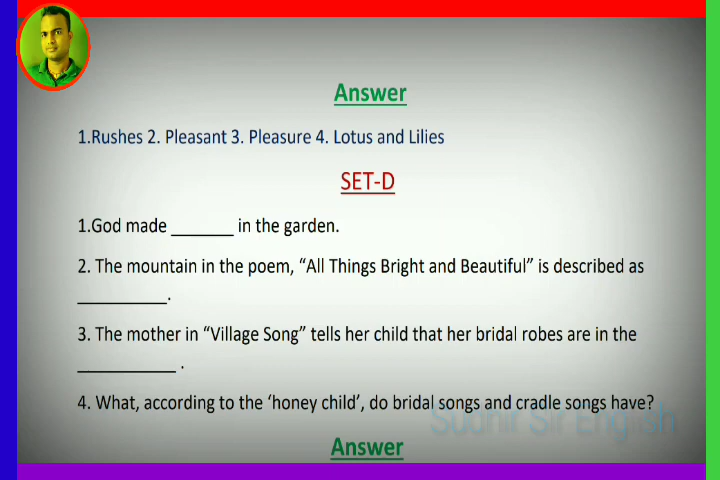 Answer
1.Rushes 2. Pleasant 3. Pleasure 4. Lotus and Lilies
SET-D
1.God made _______ in the garden.
2. The mountain in the poem, “All Things Bright and Beautiful” is described as
__________.
3. The mother in “Village Song” tells her child that her bridal robes are in the
___________ .
4. What, according to the ‘honey child’, do bridal songs and cradle songs have?
Sudhir Sir English
Answer